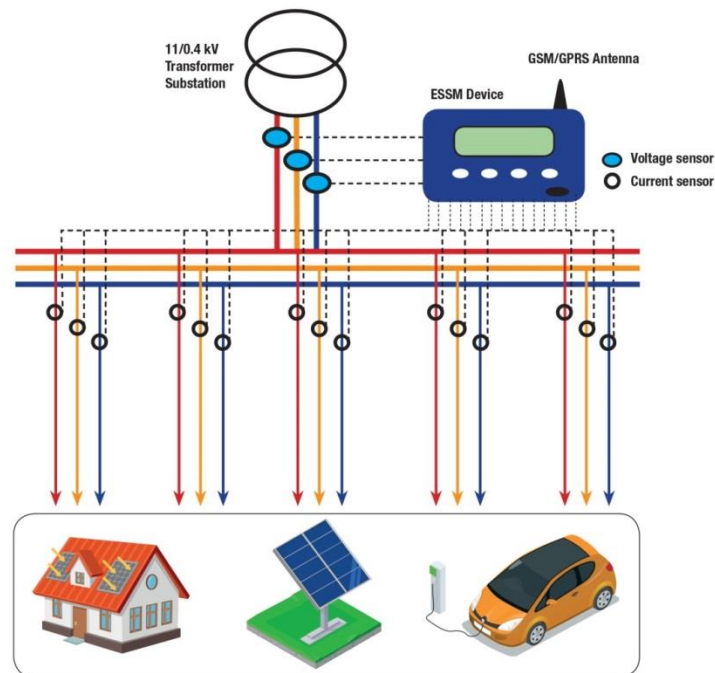 11/0.4 kV
Transformer
Substation
GSM/GPRS Antenna
ESSM Device
Voltage sensor
Current sensor